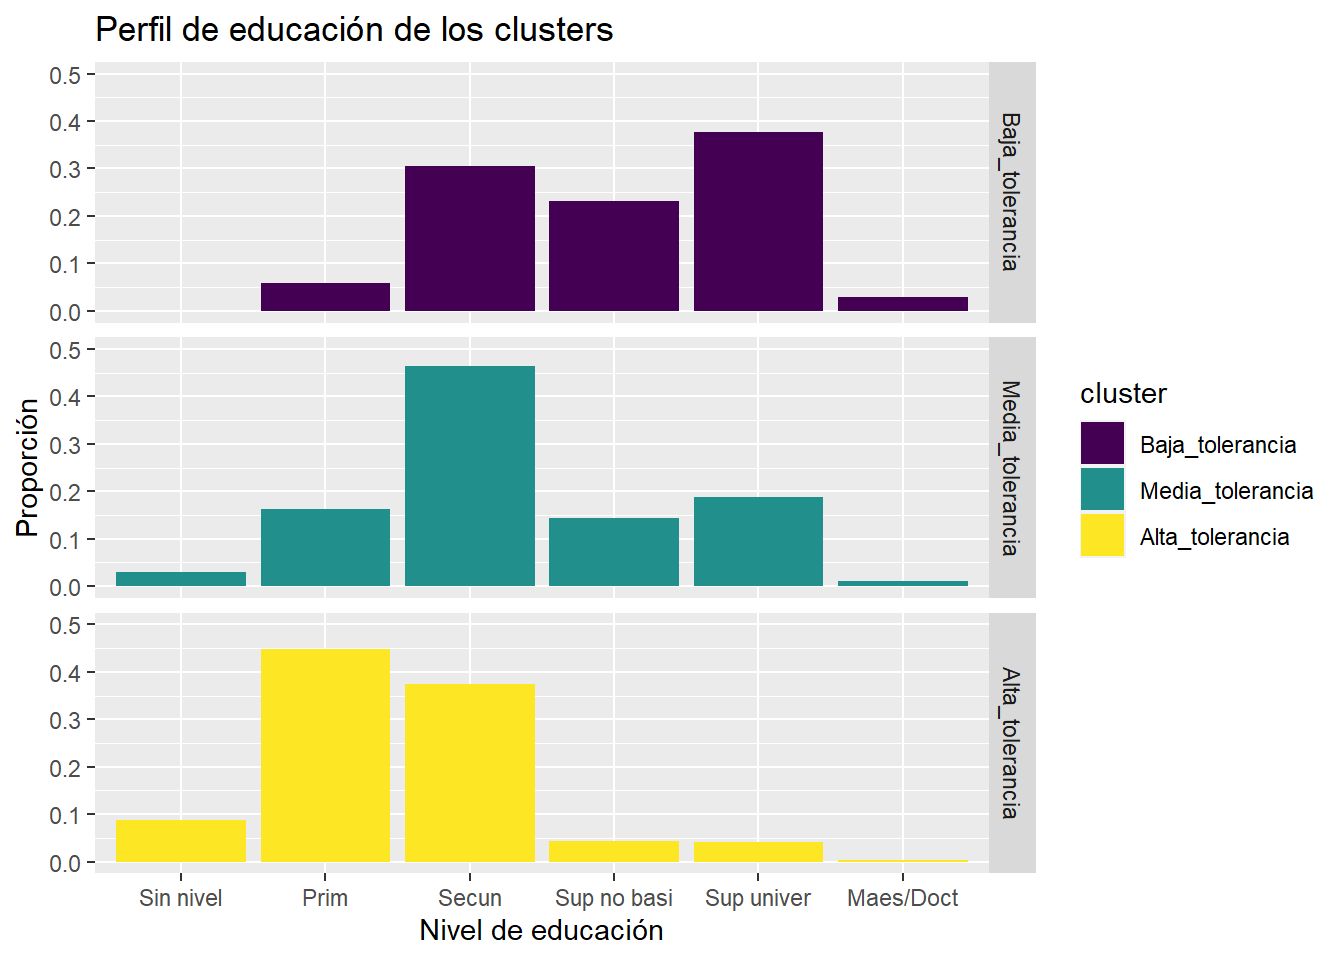 Perfil de educación de los clusters
0.5
0.4
0.3
0.2
0.1
0.0
Baja_tolerancia
0.5
0.4
0.3
0.2
0.1
0.0
Media_tolerancia
0.5
0.4
0.3
0.2
0.1
0.0
Alta_tolerancia
Proporción
Sin nivel
Prim
Secun
Sup no basi
Sup univer
Maes/Doct
Nivel de educación
cluster
Baja_tolerancia
Media_tolerancia
Alta_tolerancia